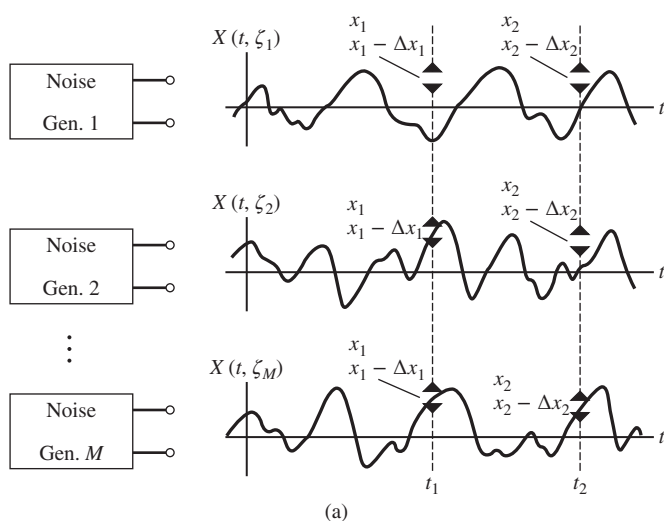 X (t, ζ₁)
x₁
x₁ − Δx₁
x₂
x₂ − Δx₂
Noise
Gen. 1
t
X (t, ζ₂)
x₁
x₁ − Δx₁
x₂
x₂ − Δx₂
Noise
Gen. 2
t
X (t, ζ_M)
x₁
x₁ − Δx₁
x₂
x₂ − Δx₂
Noise
Gen. M
t
t₁
t₂
(a)